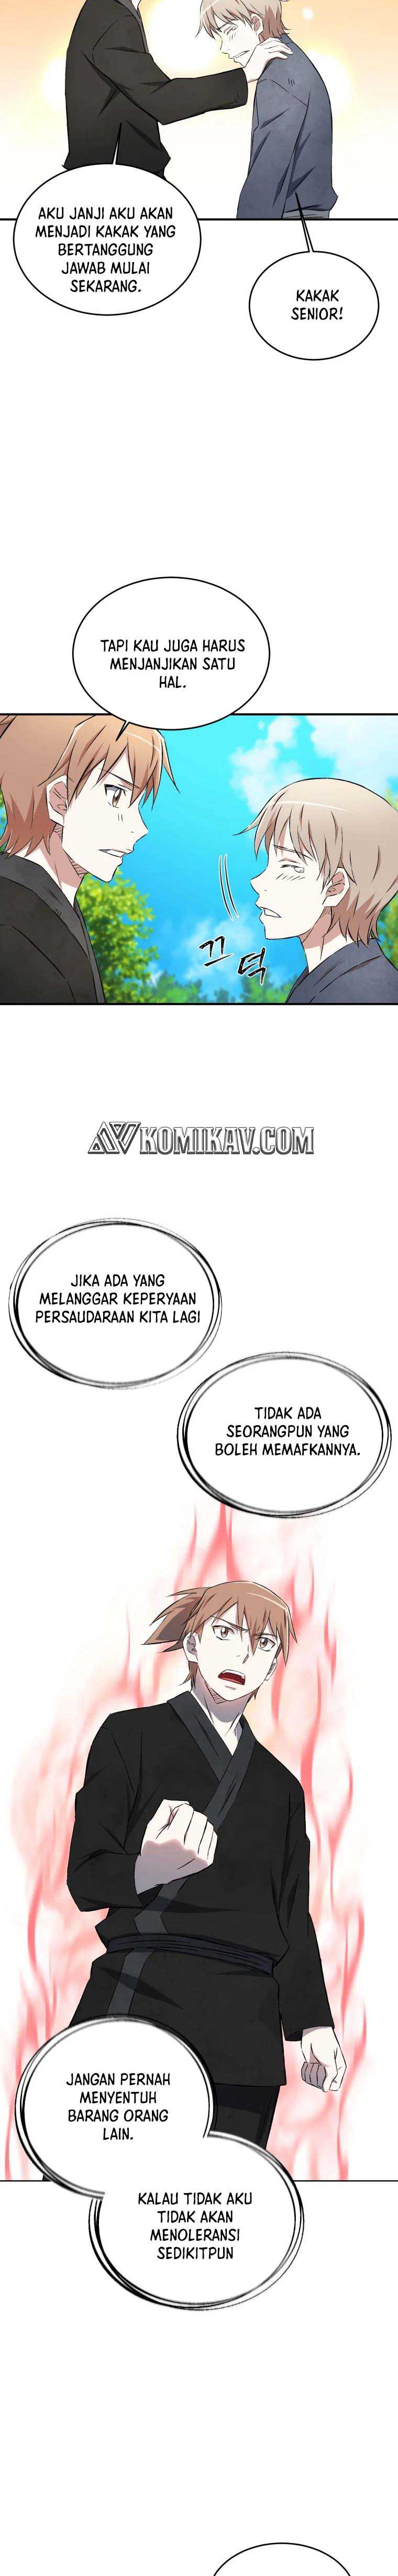 AKU JANJI AKU AKAN
MENJADI KAKAK YANG
BERTANGGUNG
JAWAB MULAI
SEKARANG.
KAKAK
SENIOR!
TAPI KAU JUGA HARUS
MENJANJIKAN SATU
HAL.
끄
덕
KOMIKAV.COM
JIKA ADA YANG
MELANGGAR KEPERYAAN
PERSAUDARAAN KITA LAGI
TIDAK ADA
SEORANGPUN YANG
BOLEH MEMAFKANNYA.
JANGAN PERNAH
MENYENTUH
BARANG ORANG
LAIN.
KALAU TIDAK AKU
TIDAK AKAN
MENOLERANSI
SEDIKITPUN